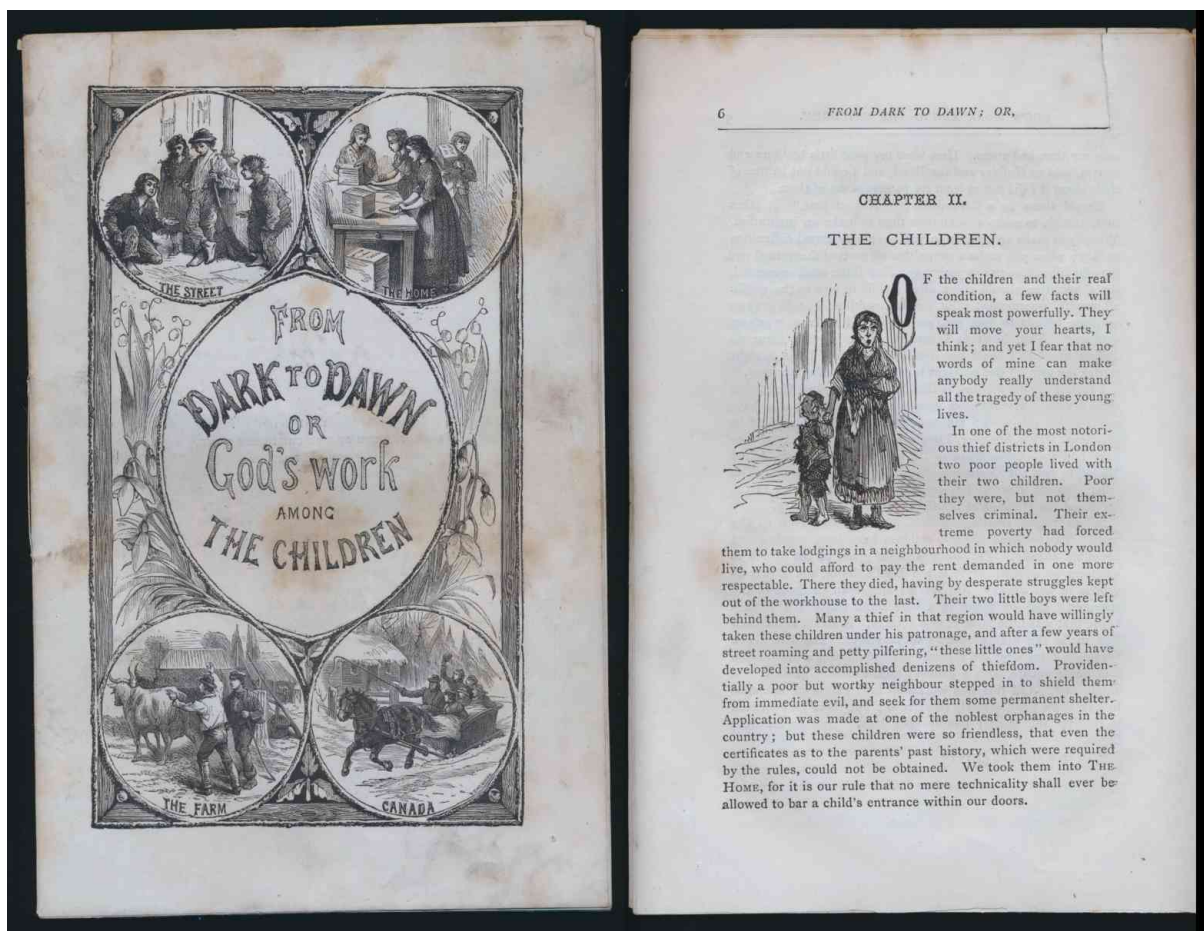 THE STREET
THE HOME
FROM
DARK TO DAWN
OR
God's work
AMONG
THE CHILDREN
THE FARM
CANADA
6
FROM DARK TO DAWN; OR,
CHAPTER II.
THE CHILDREN.
OF the children and their real
condition, a few facts will
speak most powerfully. They
will move your hearts, I
think; and yet I fear that no
words of mine can make
anybody really understand
all the tragedy of these young
lives.
In one of the most notori-
ous thief districts in London
two poor people lived with
their two children. Poor
they were, but not them-
selves criminal. Their ex-
treme poverty had forced
them to take lodgings in a neighbourhood in which nobody would
live, who could afford to pay the rent demanded in one more
respectable. There they died, having by desperate struggles kept
out of the workhouse to the last. Their two little boys were left
behind them. Many a thief in that region would have willingly
taken these children under his patronage, and after a few years of
street roaming and petty pilfering, "these little ones" would have
developed into accomplished denizens of thiefdom. Providen-
tially a poor but worthy neighbour stepped in to shield them
from immediate evil, and seek for them some permanent shelter.
Application was made at one of the noblest orphanages in the
country; but these children were so friendless, that even the
certificates as to the parents' past history, which were required
by the rules, could not be obtained. We took them into THE
HOME, for it is our rule that no mere technicality shall ever be
allowed to bar a child's entrance within our doors.